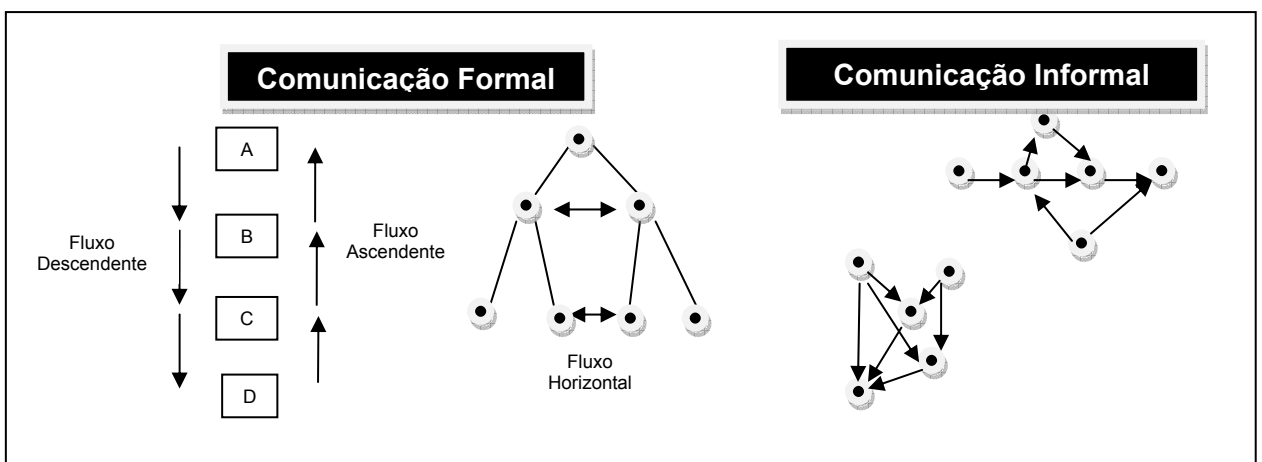 Comunicação Formal
Comunicação Informal
A
B
C
D
Fluxo
Descendente
Fluxo
Ascendente
Fluxo
Horizontal